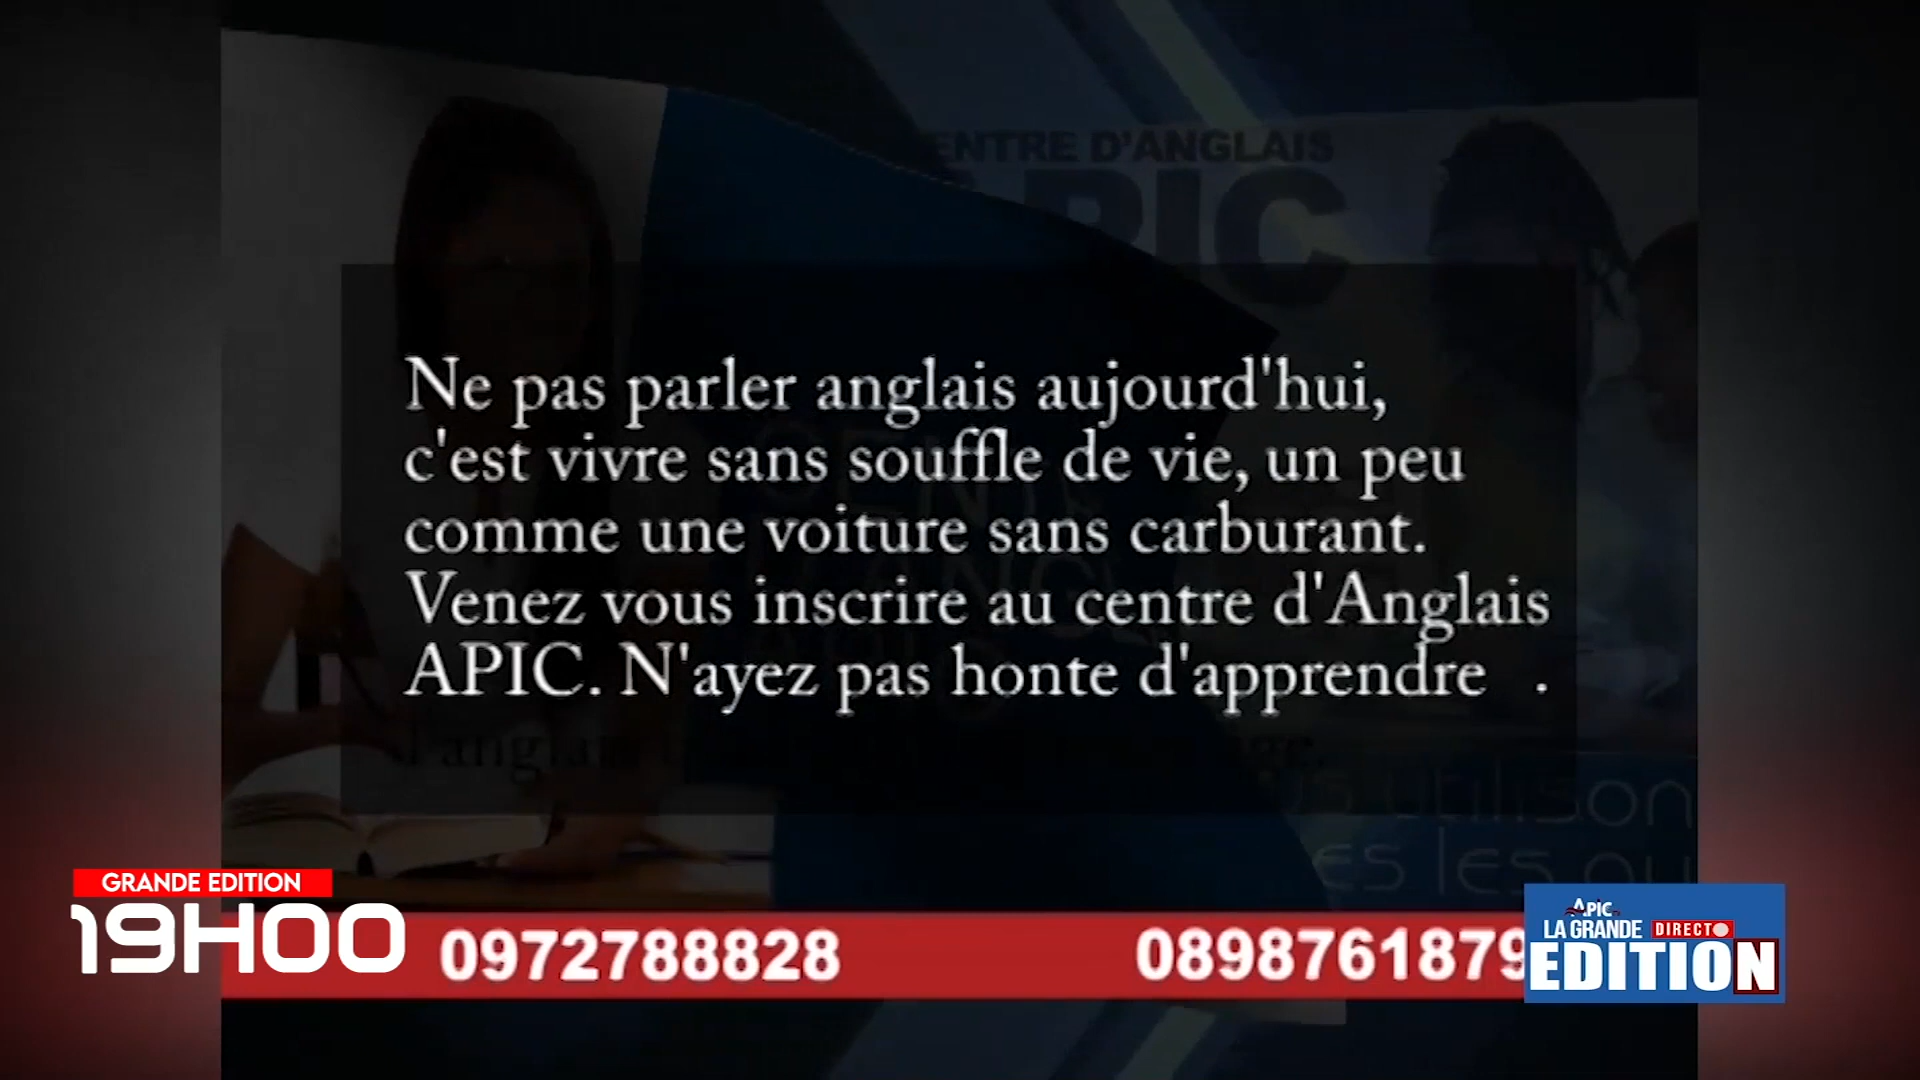 ENTRE D'ANGLAIS
PIC
Ne pas parler anglais aujourd'hui,
c'est vivre sans souffle de vie, un peu
comme une voiture sans carburant.
Venez vous inscrire au centre d'Anglais
APIC. N'ayez pas honte d'apprendre .
GRANDE EDITION
19H00
0972788828
0898761879
APIC
LA GRANDE DIRECTO
EDITION